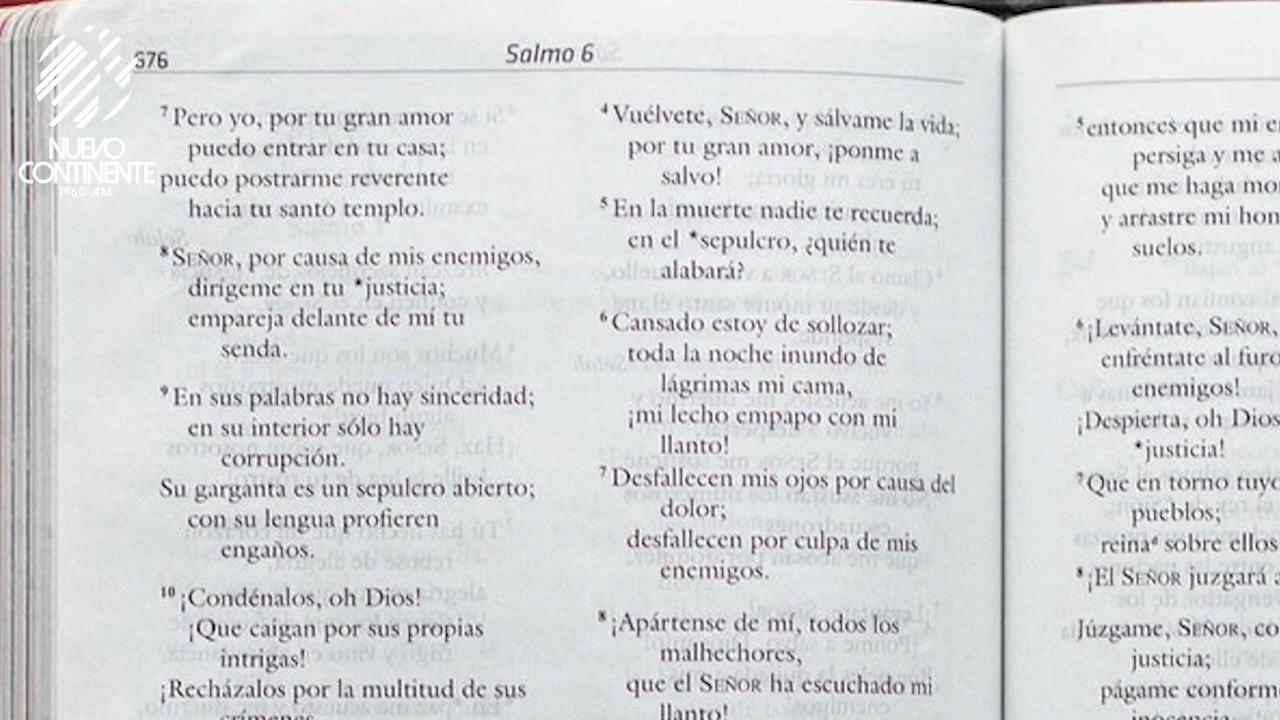 NUEVO
CONTINENTE
1460 AM
676
Salmo 6
⁷ Pero yo, por tu gran amor
puedo entrar en tu casa;
puedo postrarme reverente
hacia tu santo templo.
⁸ SEÑOR, por causa de mis enemigos,
dirígeme en tu *justicia;
empareja delante de mí tu
senda.
⁹ En sus palabras no hay sinceridad;
en su interior sólo hay
corrupción.
Su garganta es un sepulcro abierto;
con su lengua profieren
engaños.
¹⁰ ¡Condénalos, oh Dios!
¡Que caigan por sus propias
intrigas!
¡Recházalos por la multitud de sus
crímenes
⁴ Vuélvete, SEÑOR, y sálvame la vida;
por tu gran amor, ¡ponme a
salvo!
⁵ En la muerte nadie te recuerda;
en el *sepulcro, ¿quién te
alabará?
⁶ Cansado estoy de sollozar;
toda la noche inundo de
lágrimas mi cama,
¡mi lecho empapo con mi
llanto!
⁷ Desfallecen mis ojos por causa del
dolor;
desfallecen por culpa de mis
enemigos.
⁸ ¡Apártense de mí, todos los
malhechores,
que el SEÑOR ha escuchado mi
llanto!
⁵ entonces que mi
persiga y me
que me haga
y arrastre mi
suelos.
⁶ ¡Levántate, SEÑOR,
enfréntate al
enemigos!
¡Despierta, oh Dios
*justicia!
⁷ Que en torno
pueblos;
reina sobre ellos
⁸ ¡El SEÑOR juzgará
Júzgame, SEÑOR,
justicia;
págame
inocencia